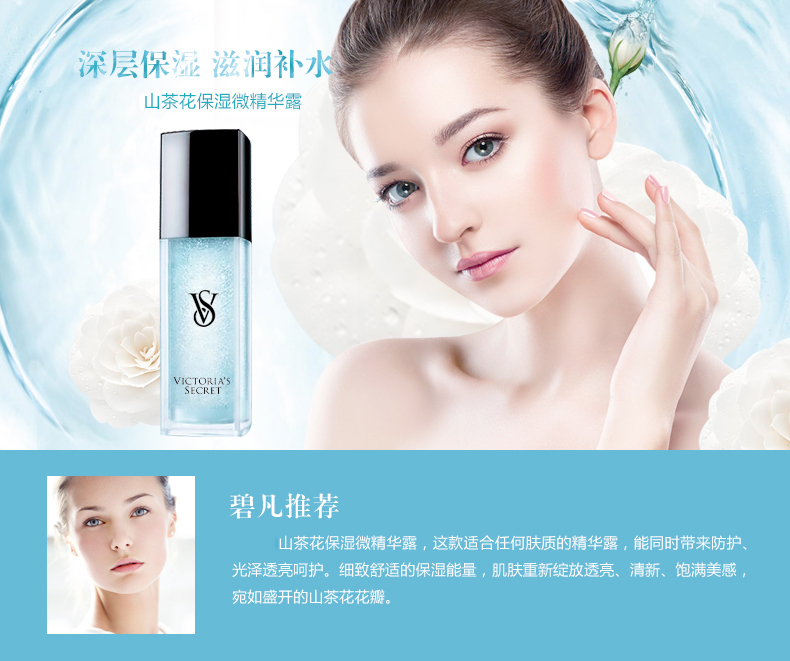 深层保湿 滋润补水
山茶花保湿微精华露
VS
VICTORIA'S
SECRET
碧凡推荐
山茶花保湿微精华露，这款适合任何肤质的精华露，能同时带来防护、
光泽透亮呵护。细致舒适的保湿能量，肌肤重新绽放透亮、清新、饱满美感，
宛如盛开的山茶花花瓣。